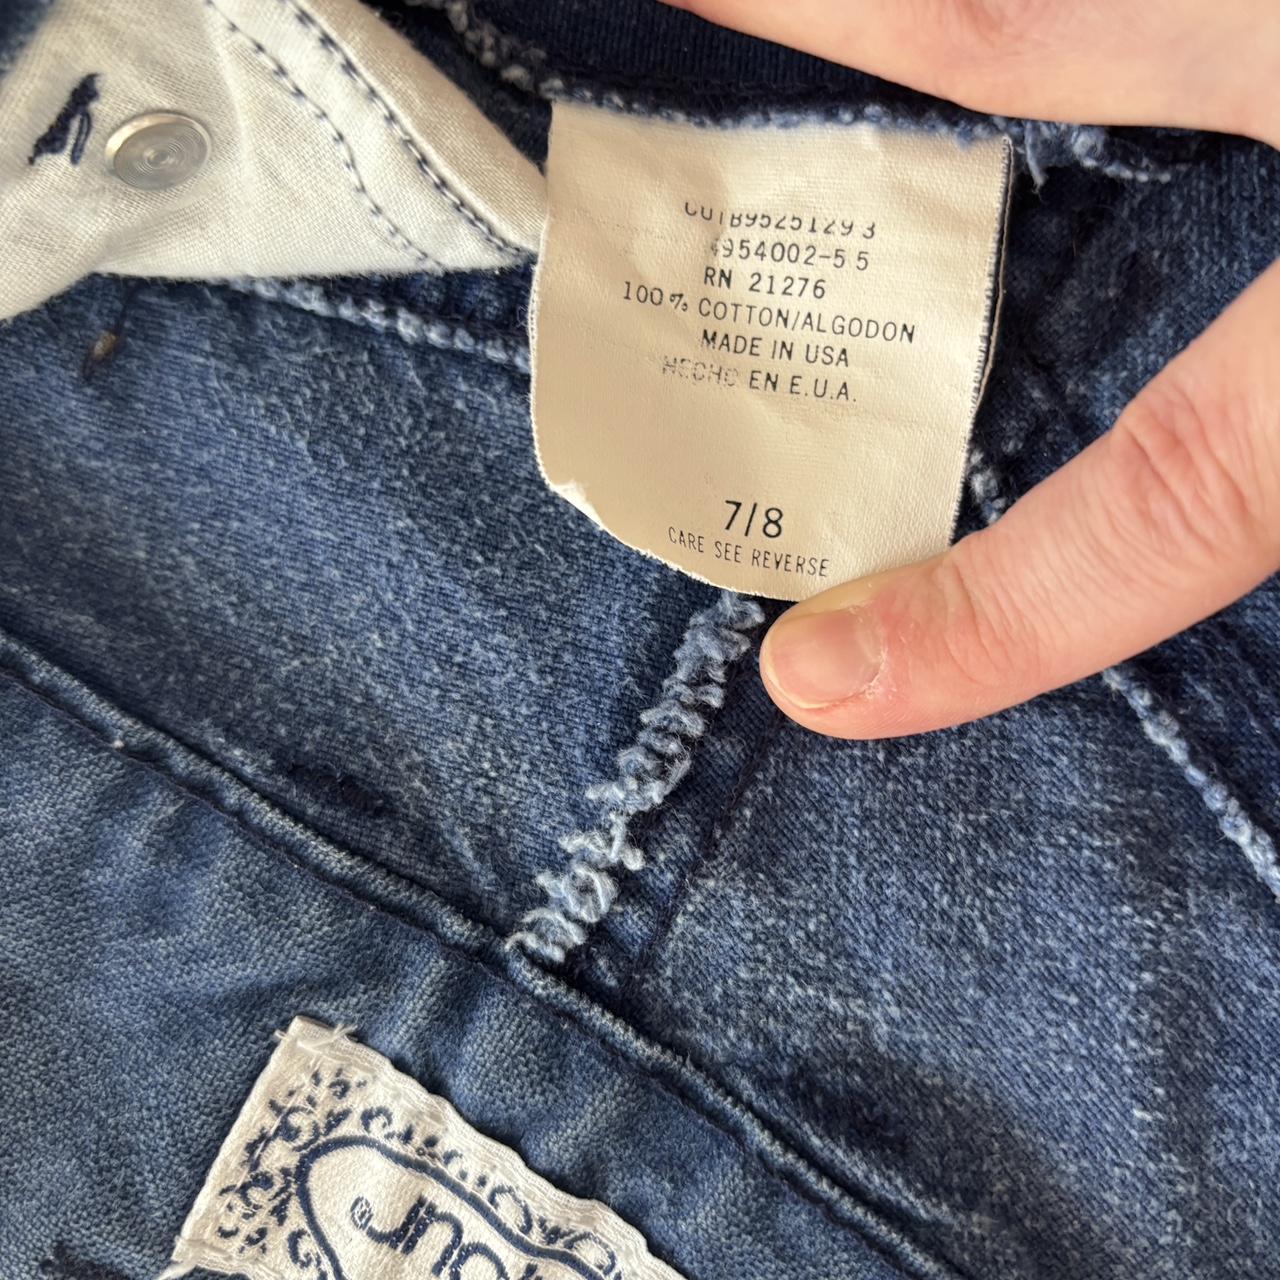 CUTB9525129 3
4954002-5 5
RN 21276
100% COTTON/ALGODON
MADE IN USA
HECHO EN E.U.A.
7/8
CARE SEE REVERSE